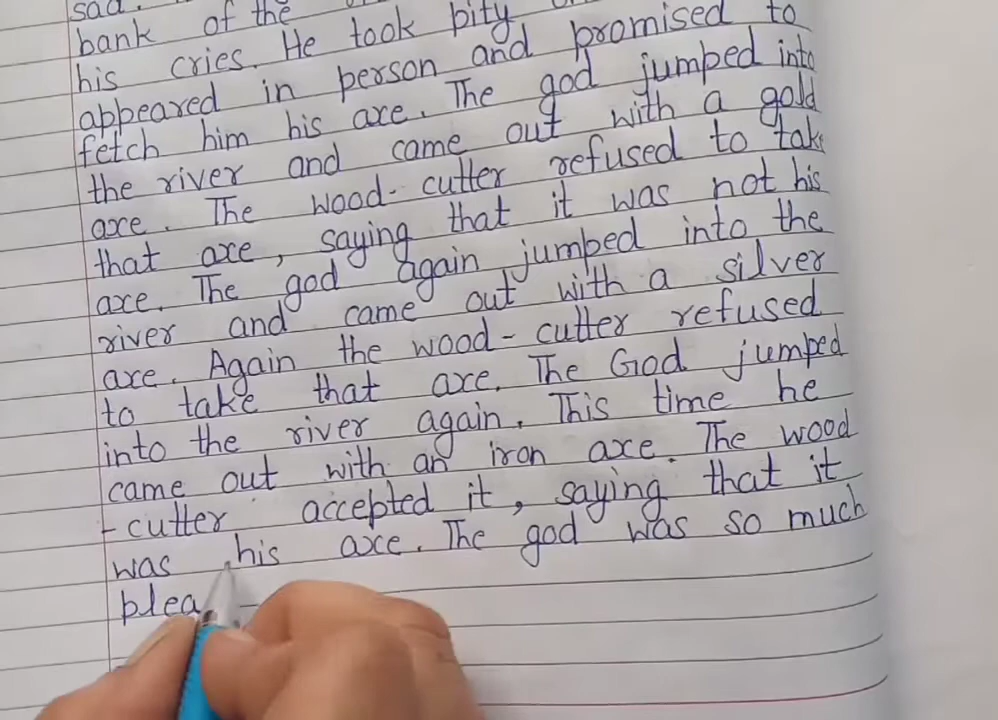 sad.
bank of the
his cries. He took pity
appeared in person and promised to
fetch him his axe. The god jumped into
the river and came out with a gold
axe. The wood-cutter refused to take
that axe, saying that it was not his
axe. The god again jumped into the
river and came out with a silver
axe. Again the wood-cutter refused
to take that axe. The God jumped
into the river again. This time he
came out with an iron axe. The wood
-cutter accepted it, saying that it
was his axe. The god was so much
plea